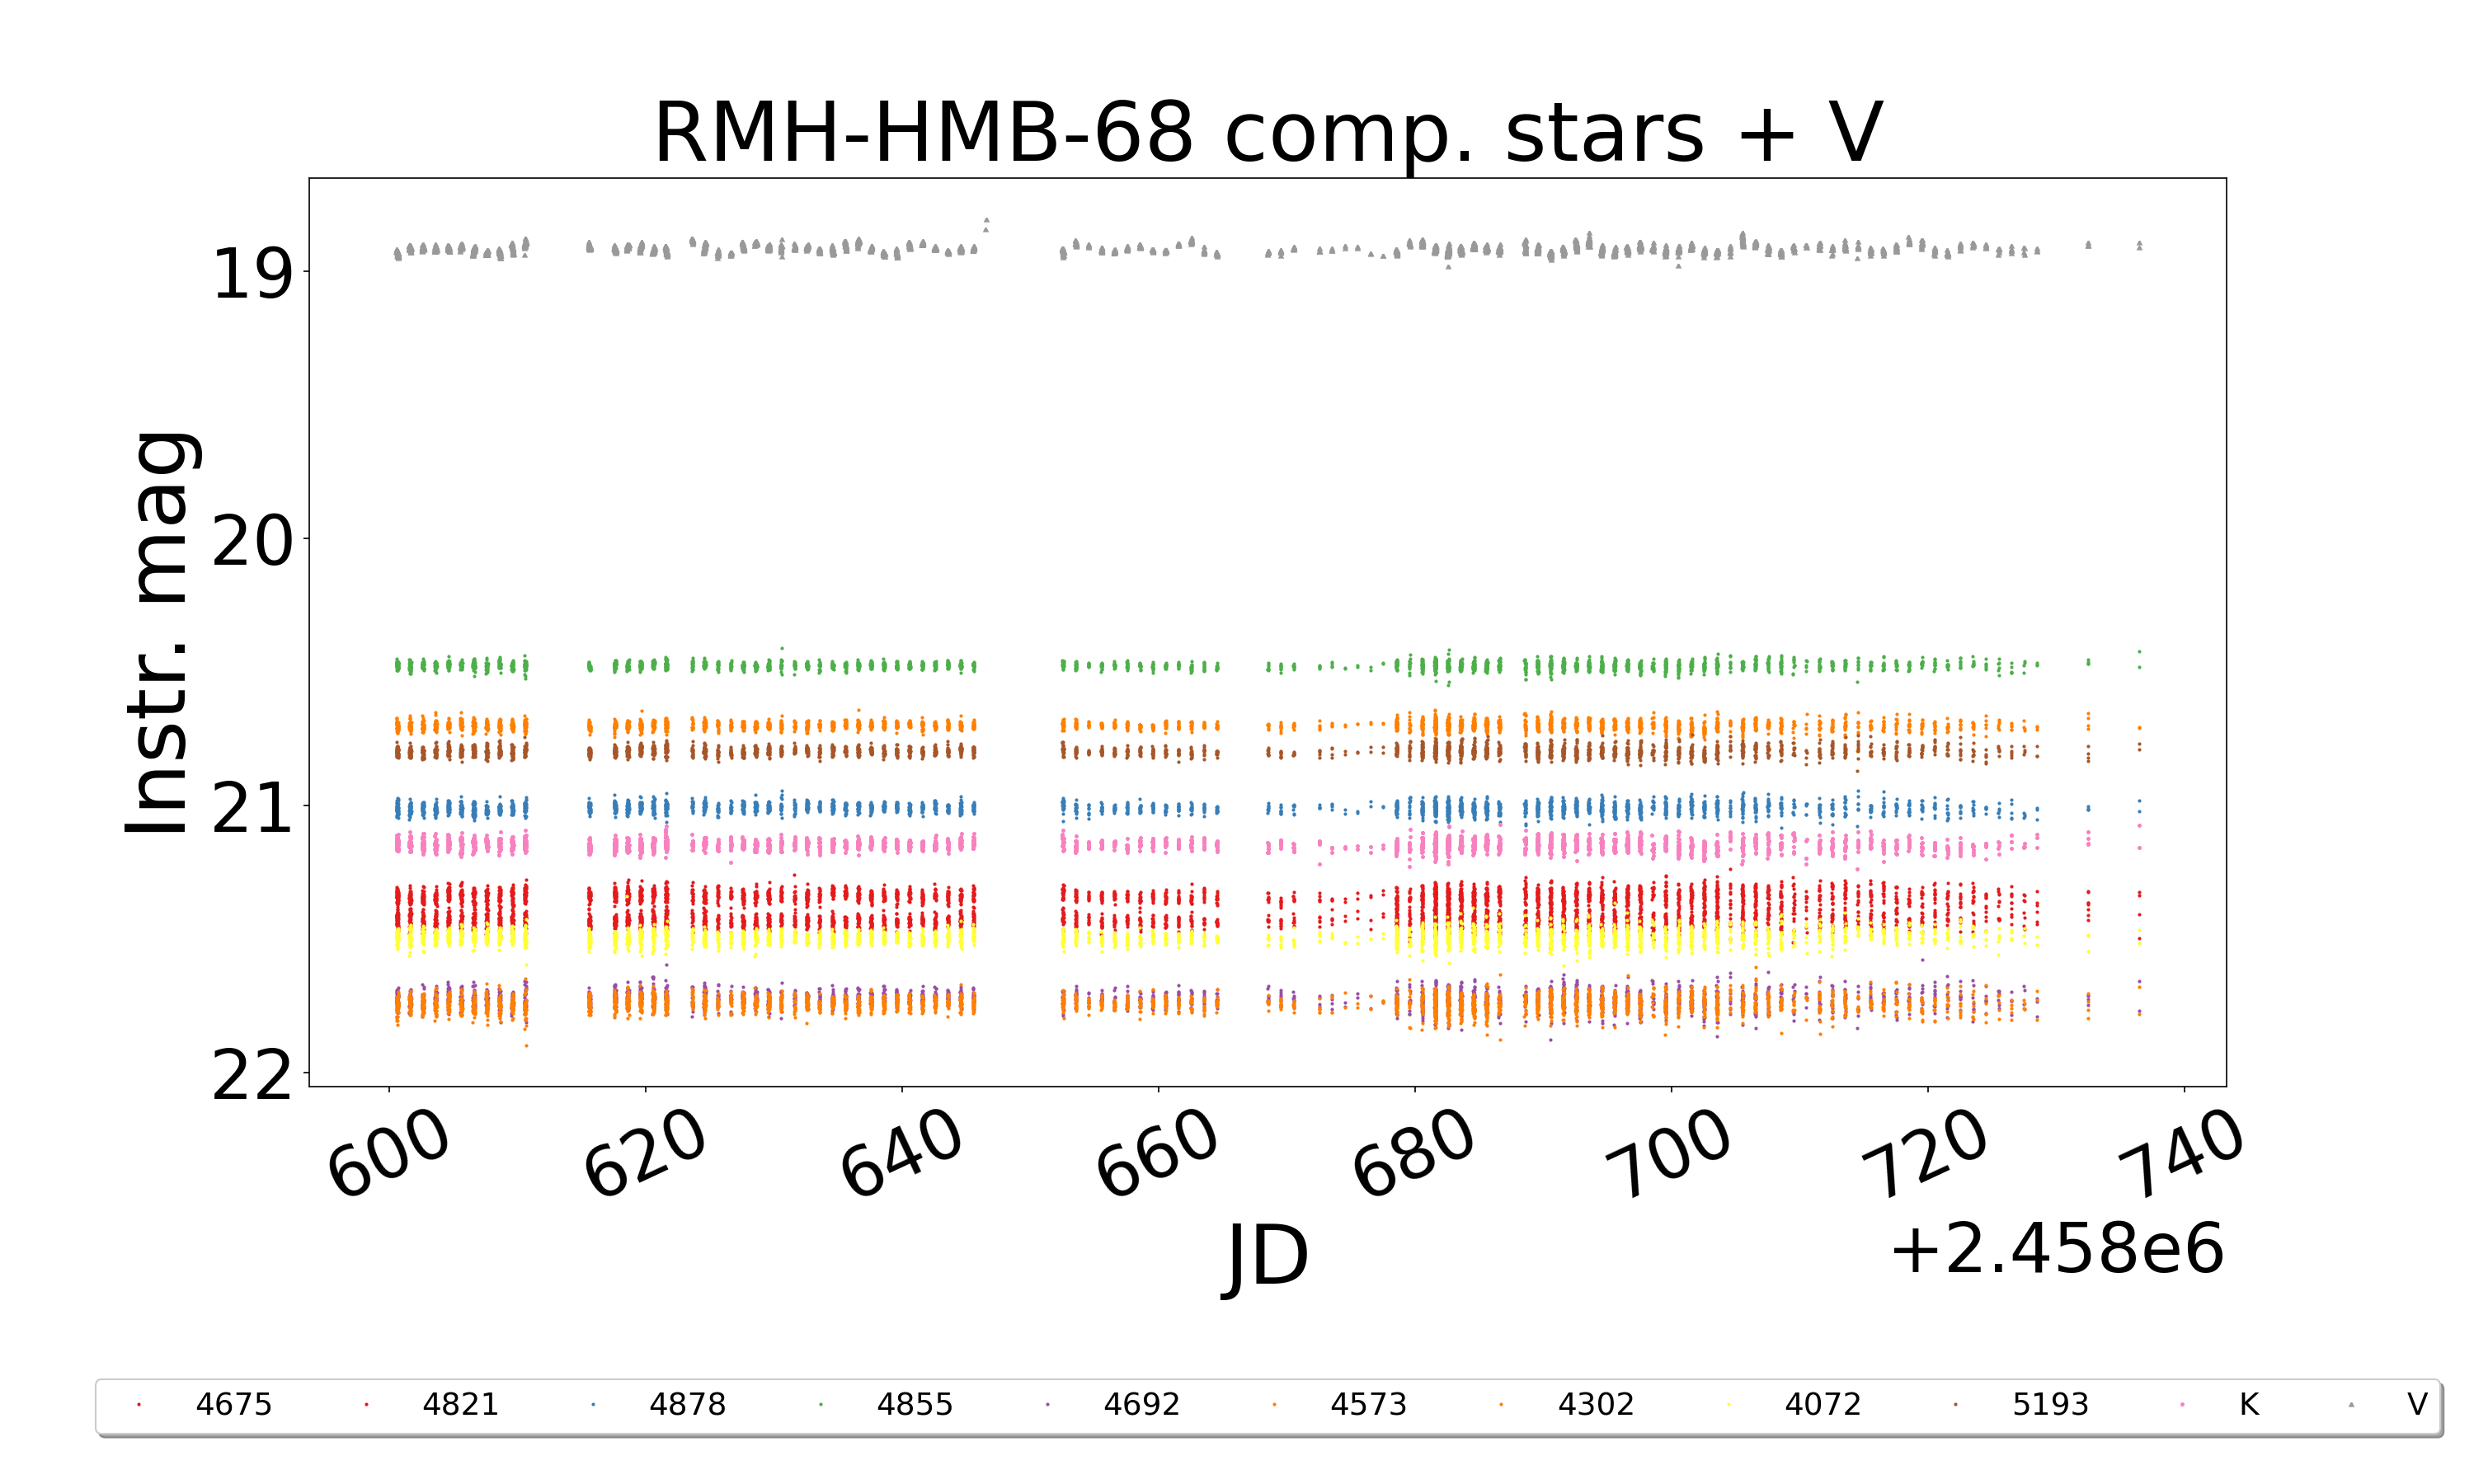 RMH-HMB-68 comp. stars + V
Instr. mag
19
20
21
22
600 620 640 660 680 700 720 740
JD
+2.458e6
4675 4821 4878 4855 4692 4573 4302 4072 5193 K V